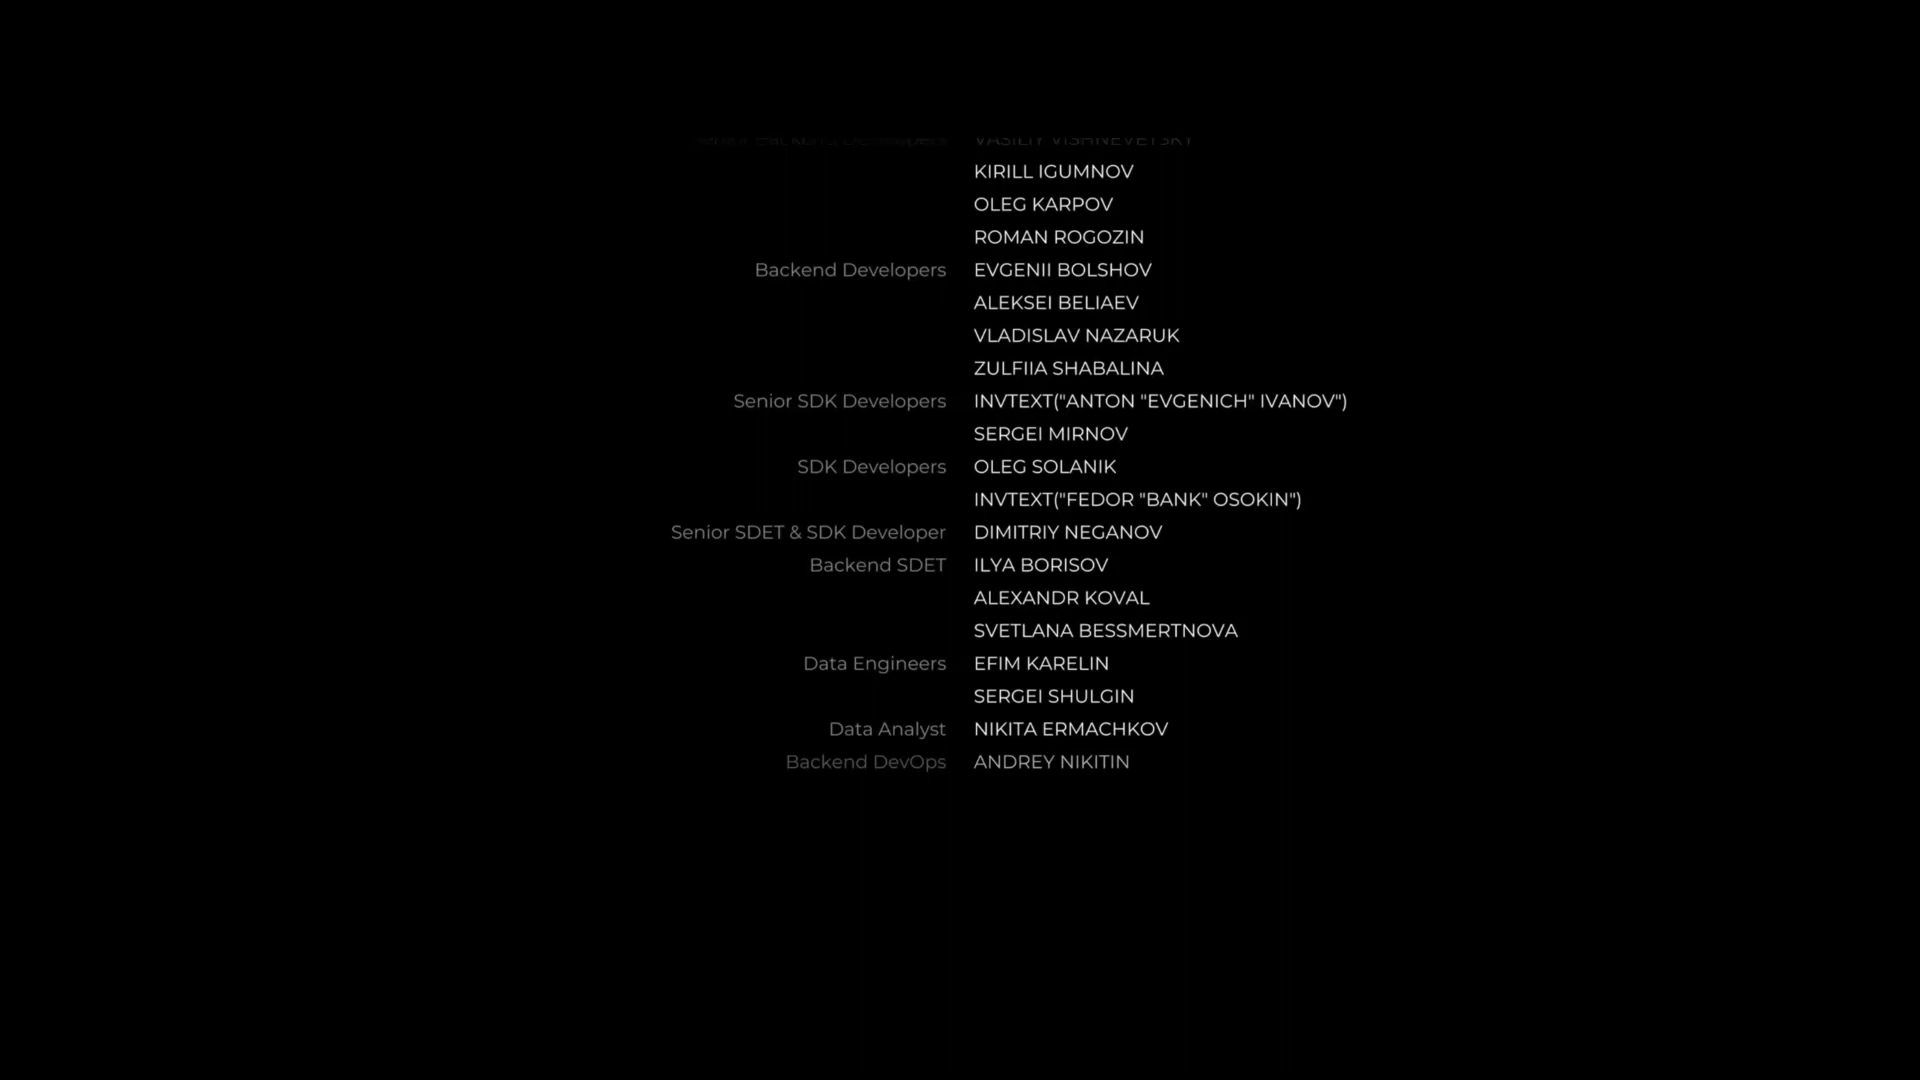 VASILIY VISHNEVETSKY
KIRILL IGUMNOV
OLEG KARPOV
ROMAN ROGOZIN
Backend Developers EVGENII BOLSHOV
ALEKSEI BELIAEV
VLADISLAV NAZARUK
ZULFIIA SHABALINA
Senior SDK Developers INVTEXT("ANTON "EVGENICH" IVANOV")
SERGEI MIRNOV
SDK Developers OLEG SOLANIK
INVTEXT("FEDOR "BANK" OSOKIN")
Senior SDET & SDK Developer DIMITRIY NEGANOV
Backend SDET ILYA BORISOV
ALEXANDR KOVAL
SVETLANA BESSMERTNOVA
Data Engineers EFIM KARELIN
SERGEI SHULGIN
Data Analyst NIKITA ERMACHKOV
Backend DevOps ANDREY NIKITIN